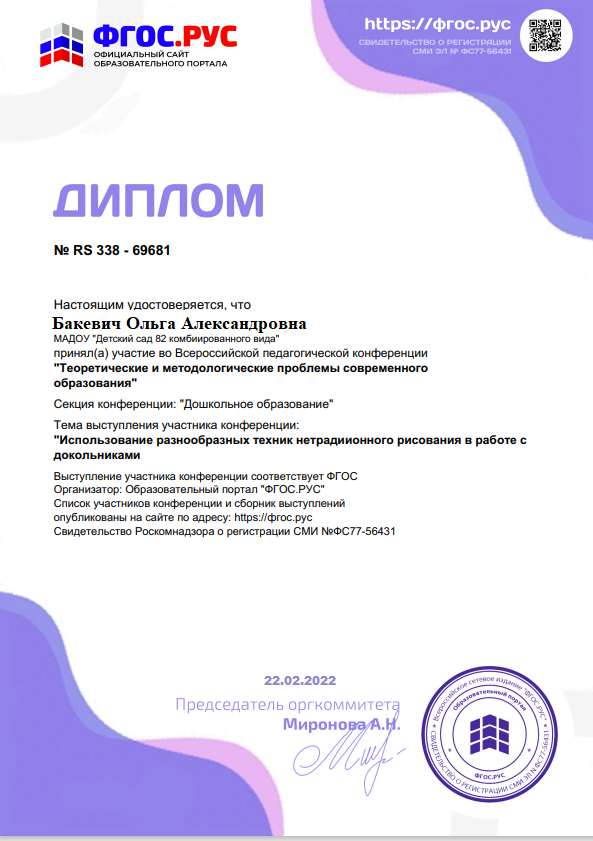 ФГОС.РУС
ОФИЦИАЛЬНЫЙ САЙТ
ОБРАЗОВАТЕЛЬНОГО ПОРТАЛА
https://фгос.рус
СВИДЕТЕЛЬСТВО О РЕГИСТРАЦИИ
СМИ ЭЛ № ФС77-56431
ДИПЛОМ
№ RS 338 - 69681
Настоящим удостоверяется, что
Бакевич Ольга Александровна
МАДОУ "Детский сад 82 комбиированного вида"
принял(а) участие во Всероссийской педагогической конференции
"Теоретические и методологические проблемы современного
образования"
Секция конференции: "Дошкольное образование"
Тема выступления участника конференции:
"Использование разнообразных техник нетрадиионного рисования в работе с
докольниками
Выступление участника конференции соответствует ФГОС
Организатор: Образовательный портал "ФГОС.РУС"
Список участников конференции и сборник выступлений
опубликованы на сайте по адресу: https://фгос.рус
Свидетельство Роскомнадзора о регистрации СМИ №ФС77-56431
22.02.2022
Председатель оргкоммитета
Миронова А.Н.
Всероссийское сетевое издание "ФГОС.РУС"
СВИДЕТЕЛЬСТВО О РЕГИСТРАЦИИ СМИ ЭЛ № ФС77-56431
Образовательный портал
ФГОС.РУС